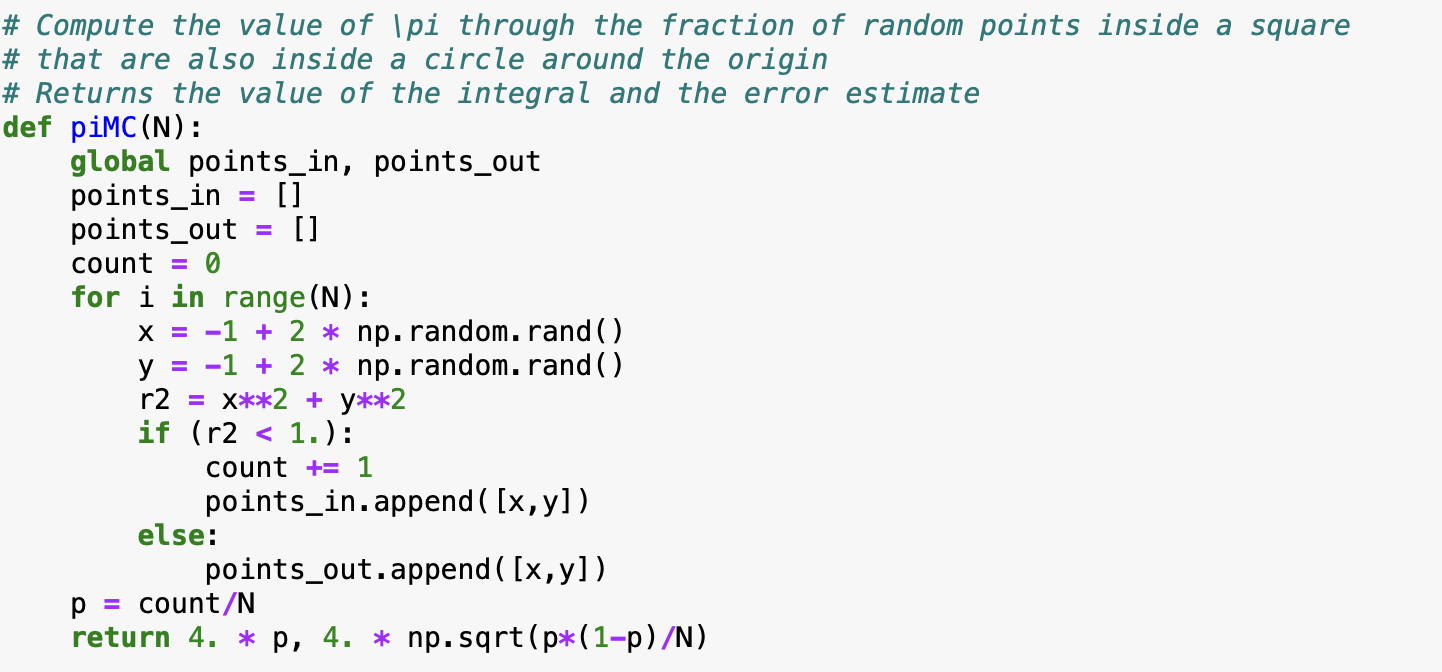 # Compute the value of \pi through the fraction of random points inside a square
# that are also inside a circle around the origin
# Returns the value of the integral and the error estimate
def piMC(N):
    global points_in, points_out
    points_in = []
    points_out = []
    count = 0
    for i in range(N):
        x = -1 + 2 * np.random.rand()
        y = -1 + 2 * np.random.rand()
        r2 = x**2 + y**2
        if (r2 < 1.):
            count += 1
            points_in.append([x,y])
        else:
            points_out.append([x,y])
    p = count/N
    return 4. * p, 4. * np.sqrt(p*(1-p)/N)